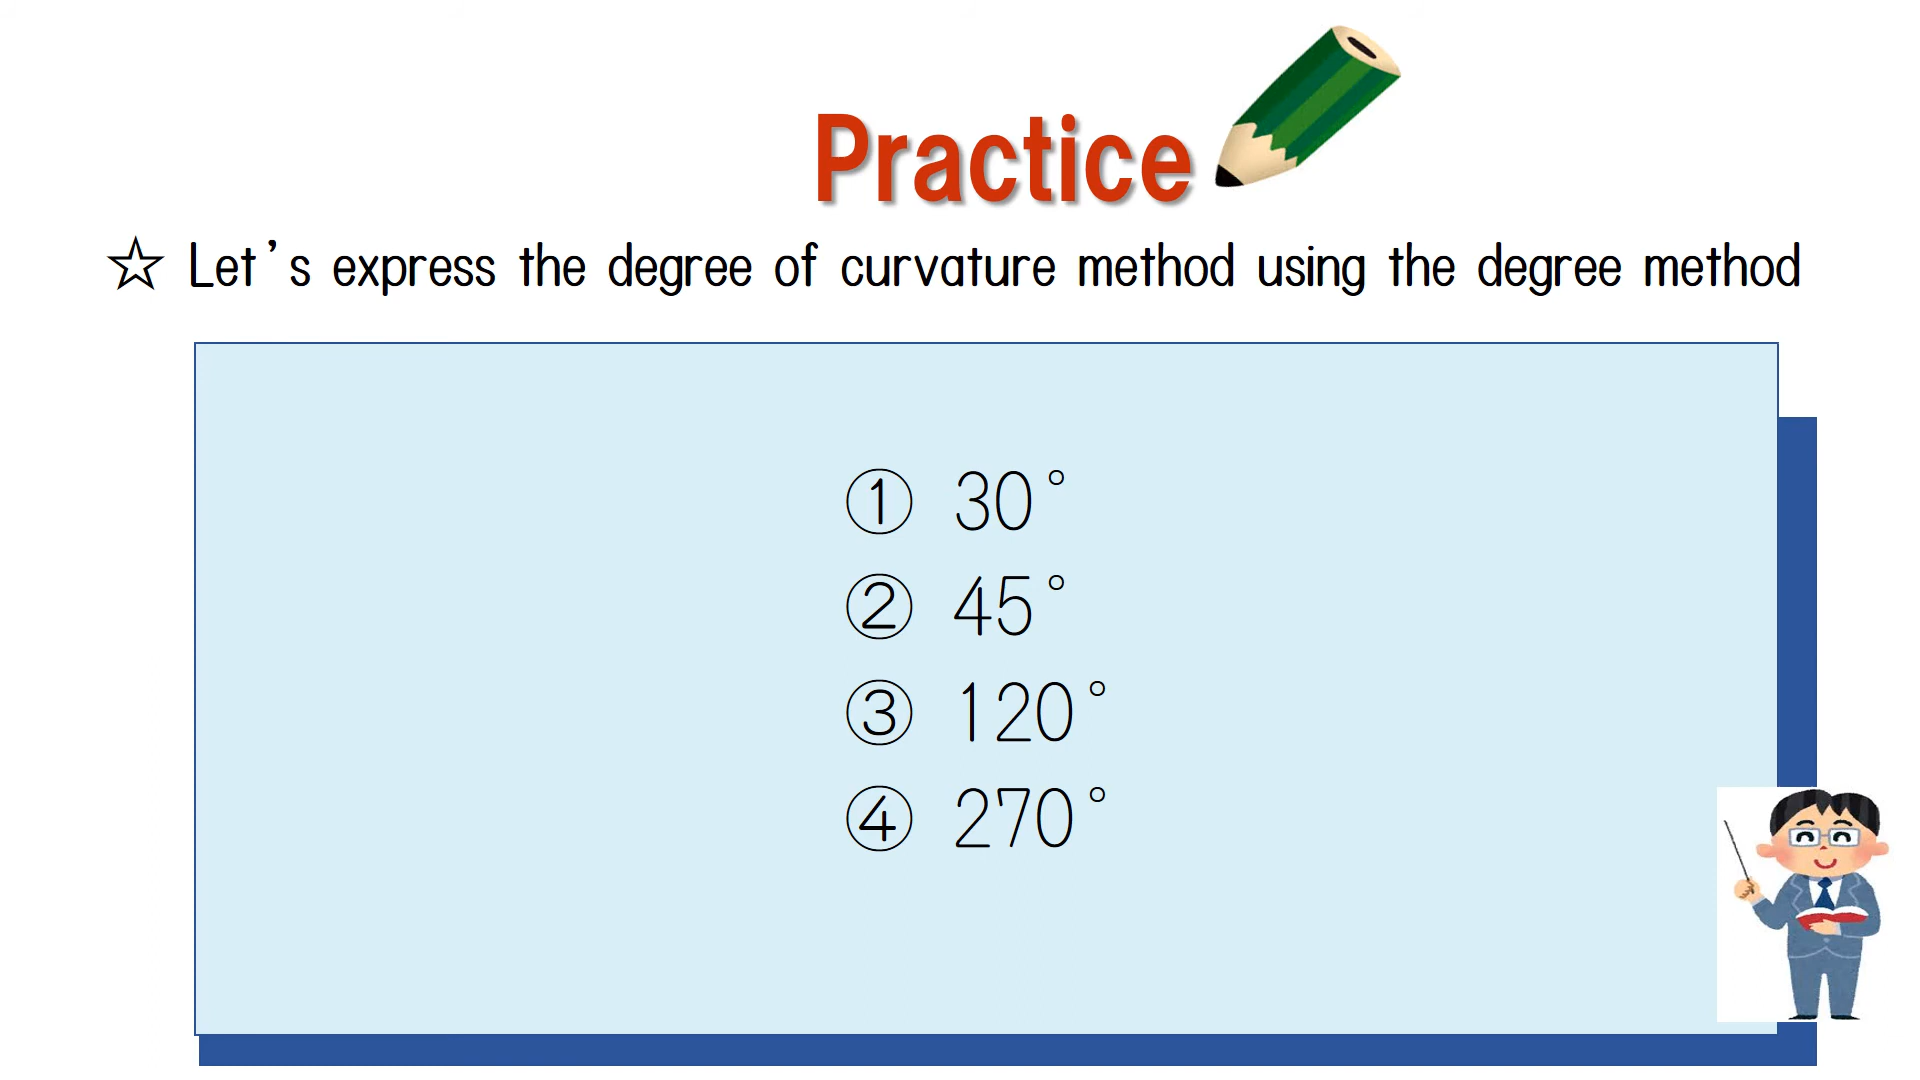 Practice
☆ Let's express the degree of curvature method using the degree method
① 30°
② 45°
③ 120°
④ 270°